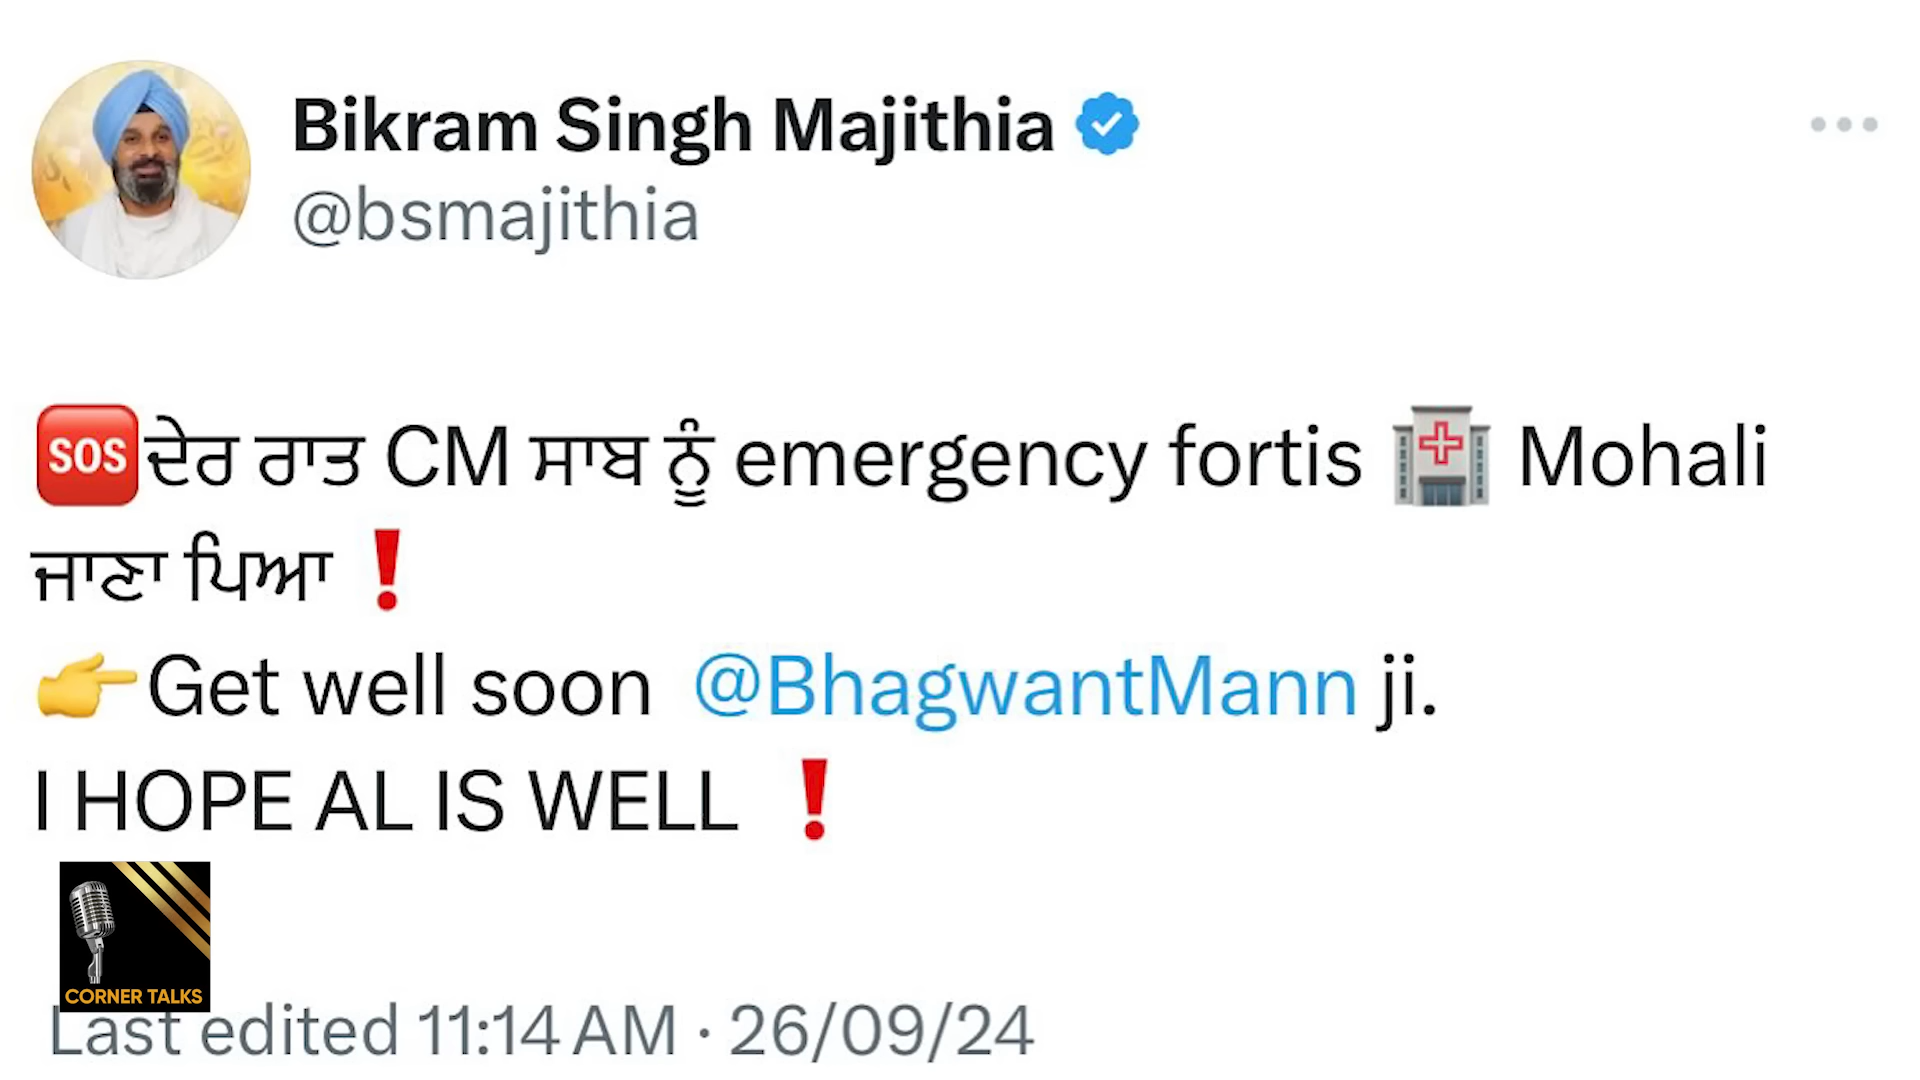 Bikram Singh Majithia
@bsmajithia
🆘ਦੇਰ ਰਾਤ CM ਸਾਬ ਨੂੰ emergency fortis 🏥 Mohali
ਜਾਣਾ ਪਿਆ ❗
👉Get well soon @BhagwantMann ji.
I HOPE AL IS WELL ❗
CORNER TALKS
Last edited 11:14 AM · 26/09/24